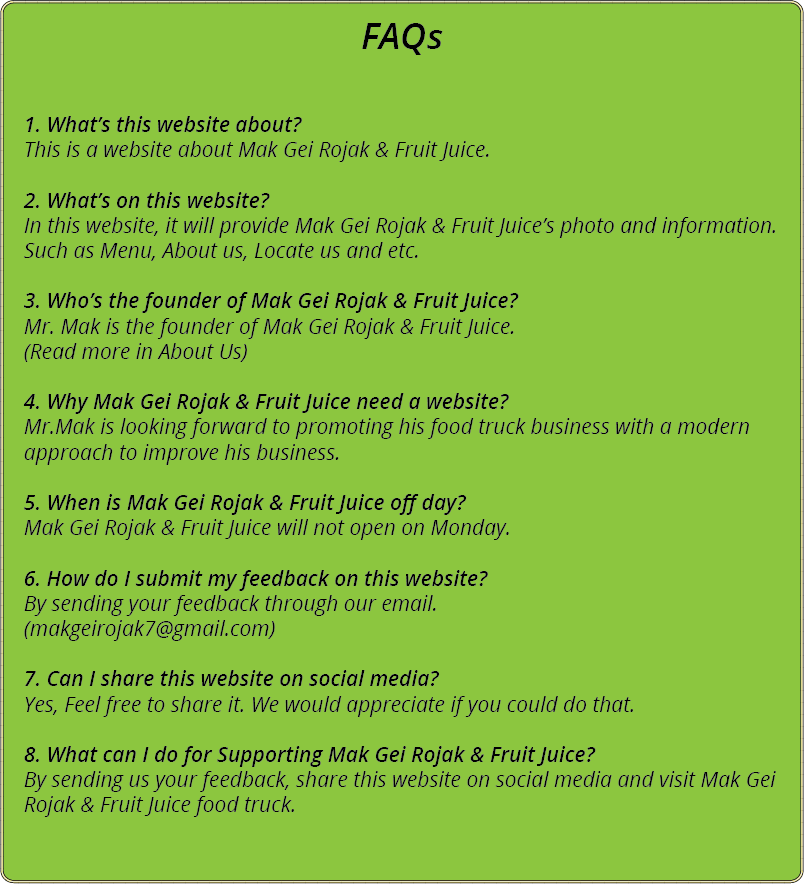 FAQs
1. What’s this website about?
This is a website about Mak Gei Rojak & Fruit Juice.
2. What’s on this website?
In this website, it will provide Mak Gei Rojak & Fruit Juice’s photo and information.
Such as Menu, About us, Locate us and etc.
3. Who’s the founder of Mak Gei Rojak & Fruit Juice?
Mr. Mak is the founder of Mak Gei Rojak & Fruit Juice.
(Read more in About Us)
4. Why Mak Gei Rojak & Fruit Juice need a website?
Mr.Mak is looking forward to promoting his food truck business with a modern
approach to improve his business.
5. When is Mak Gei Rojak & Fruit Juice off day?
Mak Gei Rojak & Fruit Juice will not open on Monday.
6. How do I submit my feedback on this website?
By sending your feedback through our email.
(makgeirojak7@gmail.com)
7. Can I share this website on social media?
Yes, Feel free to share it. We would appreciate if you could do that.
8. What can I do for Supporting Mak Gei Rojak & Fruit Juice?
By sending us your feedback, share this website on social media and visit Mak Gei
Rojak & Fruit Juice food truck.